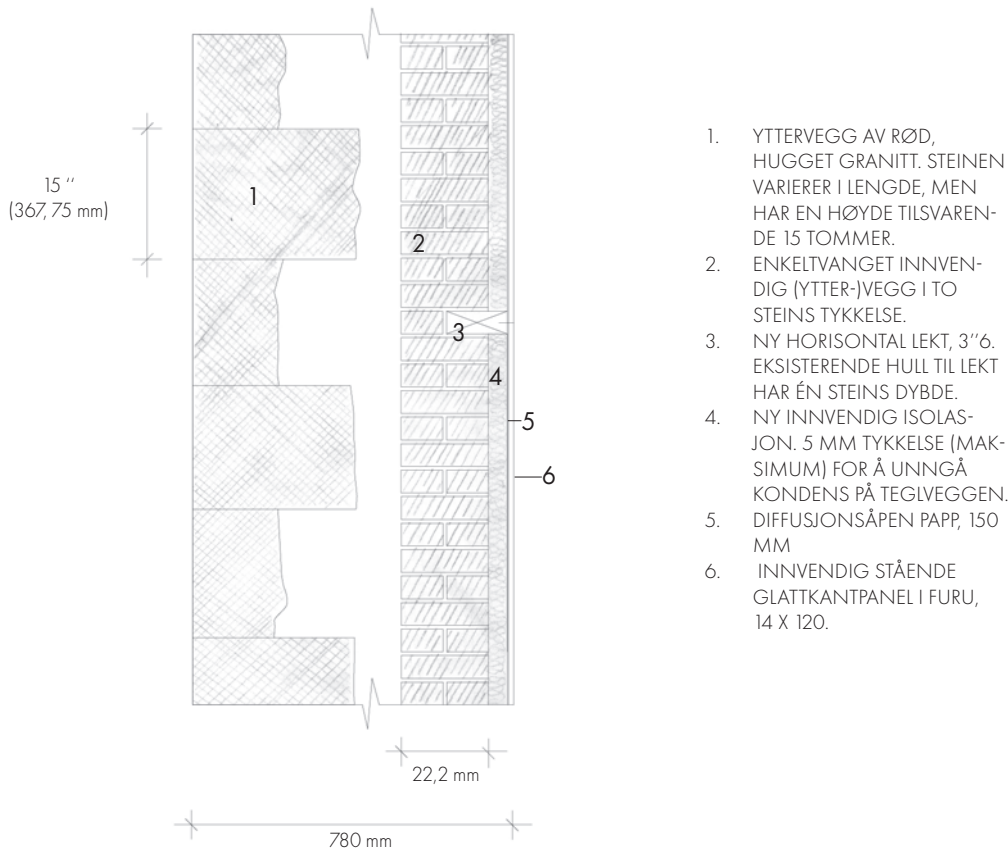 15 ‘‘
(367, 75 mm)
1
2
3
4
5
6
22,2 mm
780 mm
1. YTTERVEGG AV RØD,
HUGGET GRANITT. STEINEN
VARIERER I LENGDE, MEN
HAR EN HØYDE TILSVAREN-
DE 15 TOMMER.
2. ENKELTVANGET INNVEN-
DIG (YTTER-)VEGG I TO
STEINS TYKKELSE.
3. NY HORISONTAL LEKT, 3’’6.
EKSISTERENDE HULL TIL LEKT
HAR ÉN STEINS DYBDE.
4. NY INNVENDIG ISOLAS-
JON. 5 MM TYKKELSE (MAK-
SIMUM) FOR Å UNNGÅ
KONDENS PÅ TEGLVEGGEN.
5. DIFFUSJONSÅPEN PAPP, 150
MM
6. INNVENDIG STÅENDE
GLATTKANTPANEL I FURU,
14 X 120.